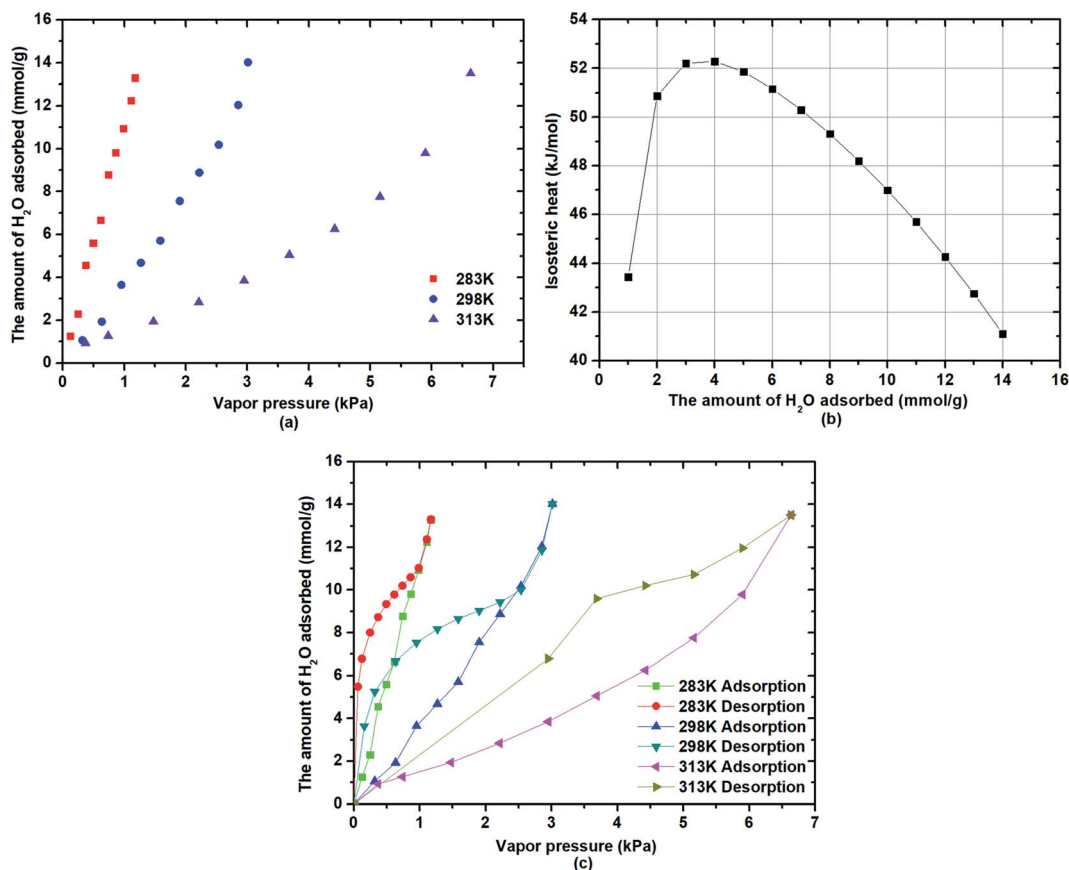 16
14
12
10
8
6
4
2
0
The amount of H₂O adsorbed (mmol/g)
283K
298K
313K
0 1 2 3 4 5 6 7
Vapor pressure (kPa)
(a)
54
52
50
48
46
44
42
40
Isosteric heat (kJ/mol)
0 2 4 6 8 10 12 14 16
The amount of H₂O adsorbed (mmol/g)
(b)
16
14
12
10
8
6
4
2
0
The amount of H₂O adsorbed (mmol/g)
283K Adsorption
283K Desorption
298K Adsorption
298K Desorption
313K Adsorption
313K Desorption
0 1 2 3 4 5 6 7
Vapor pressure (kPa)
(c)